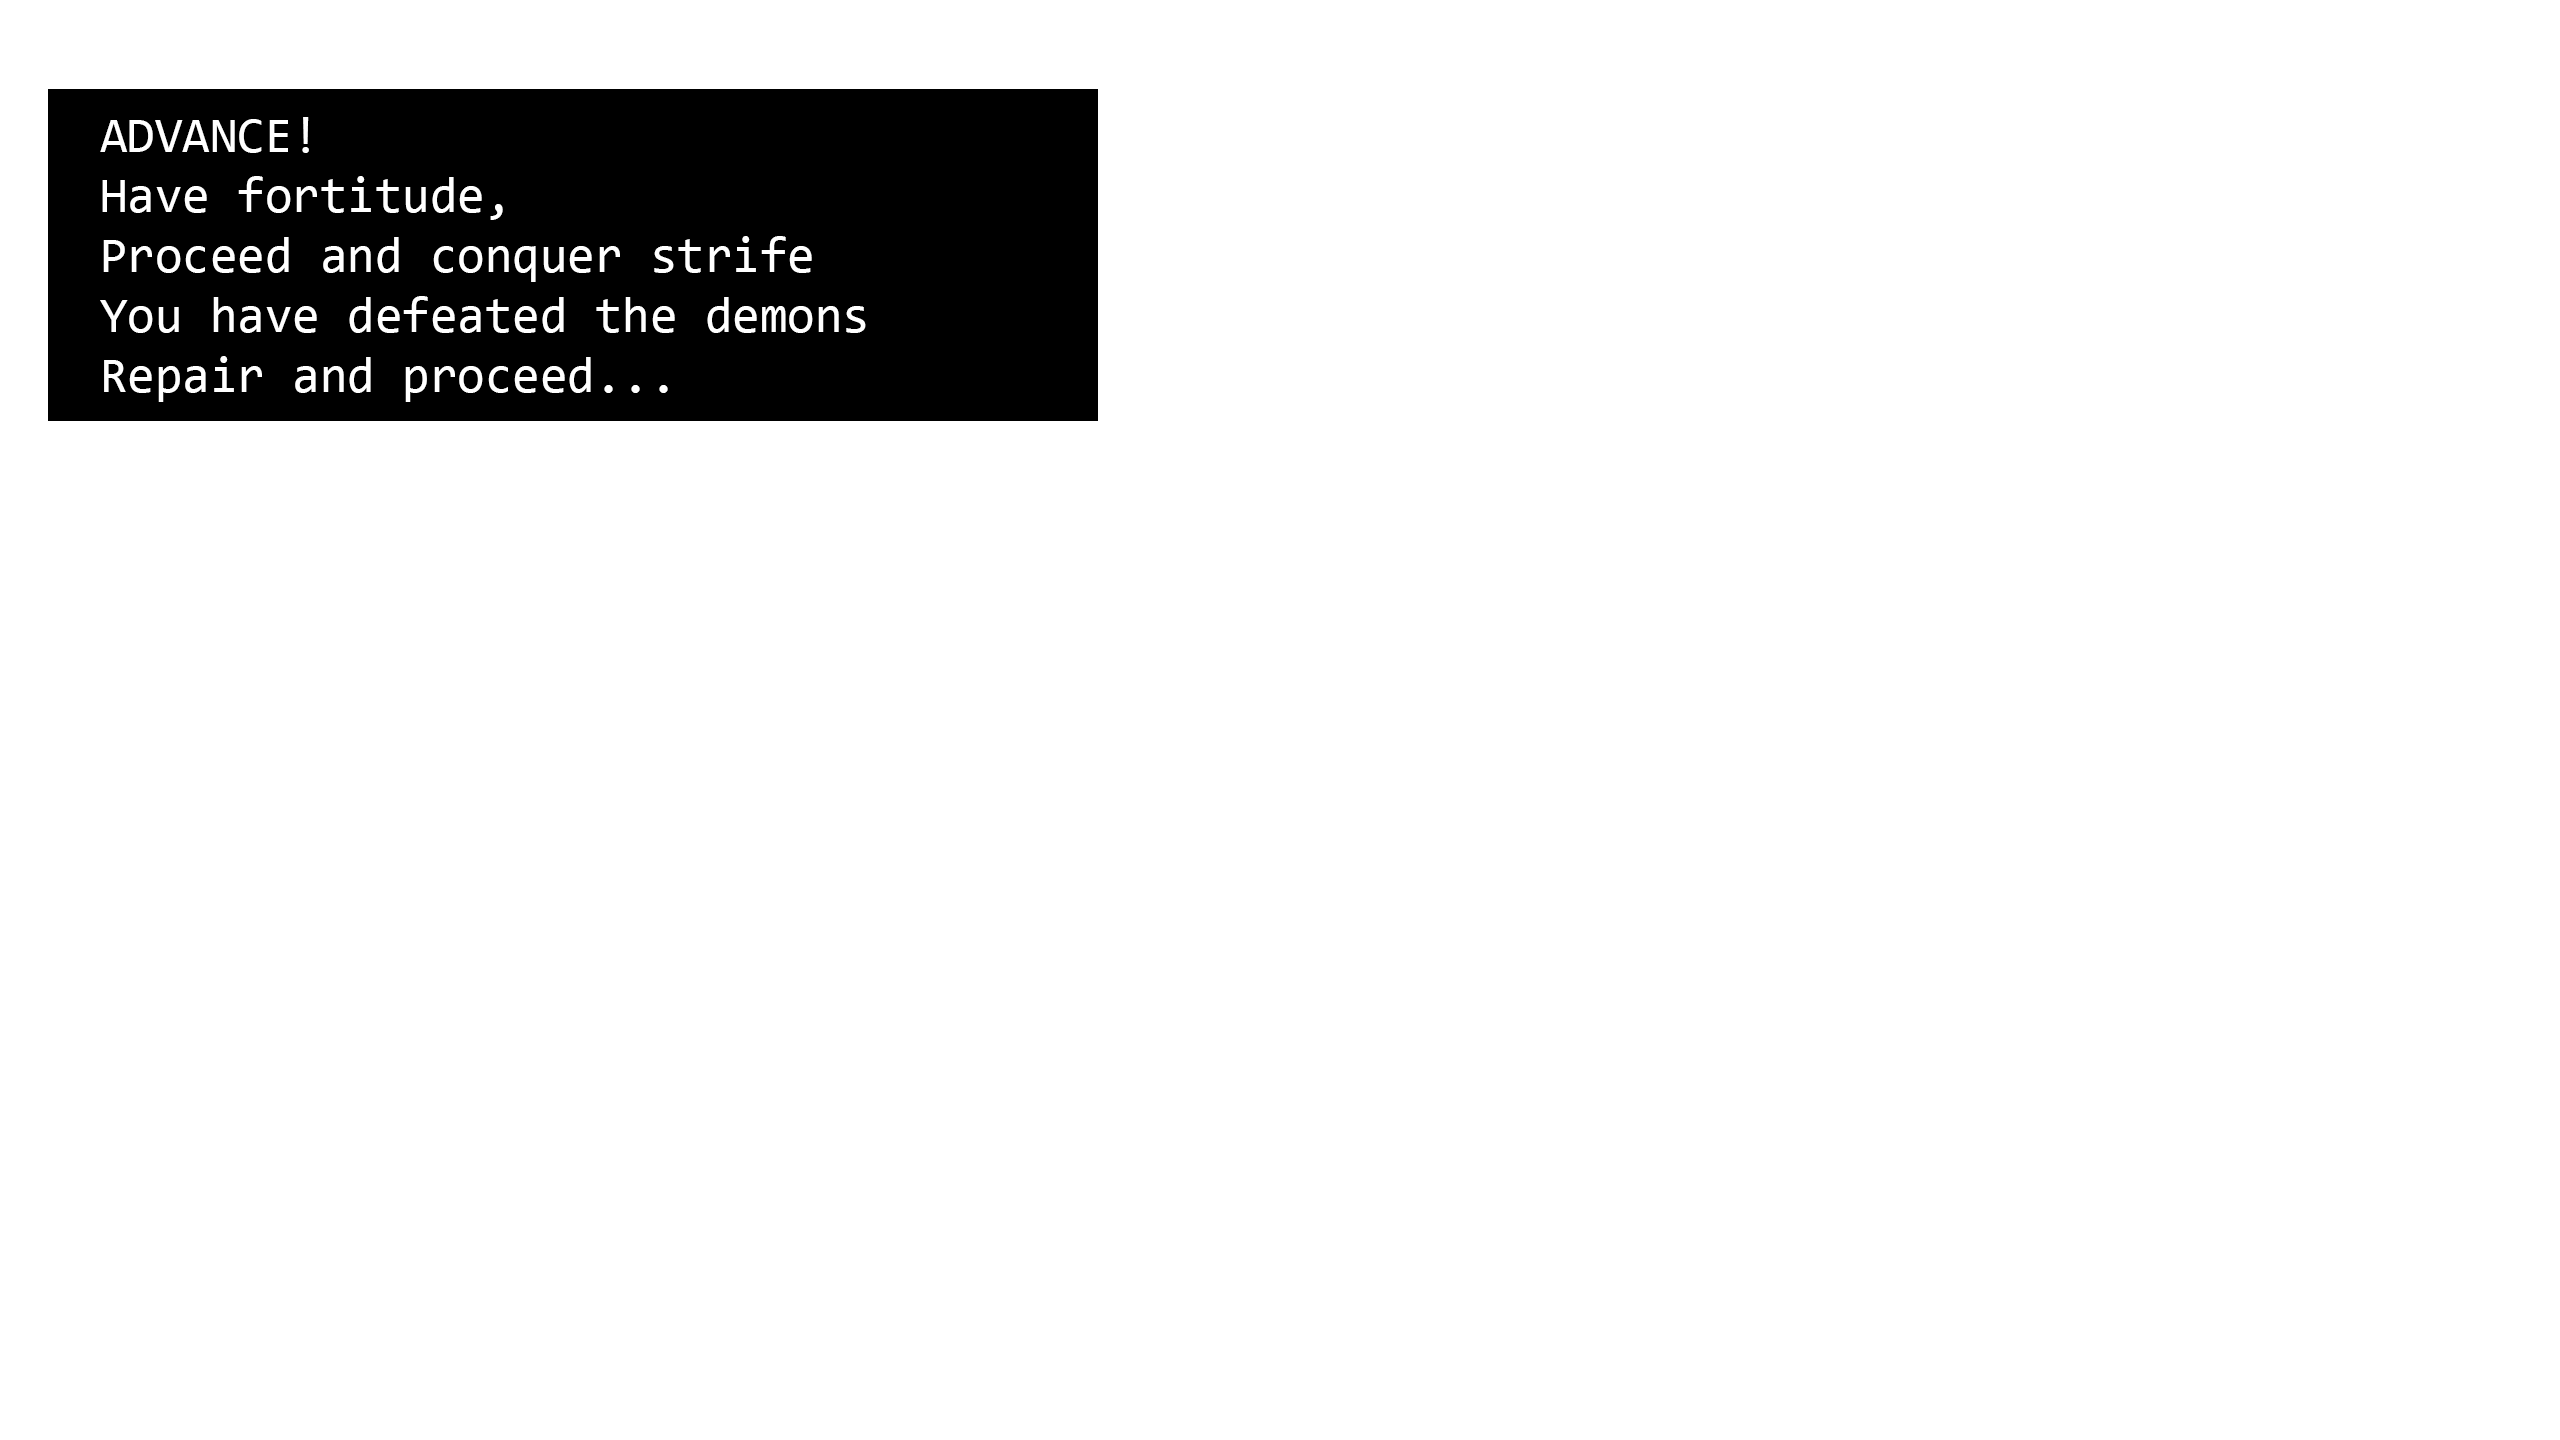 ADVANCE!
Have fortitude,
Proceed and conquer strife
You have defeated the demons
Repair and proceed...